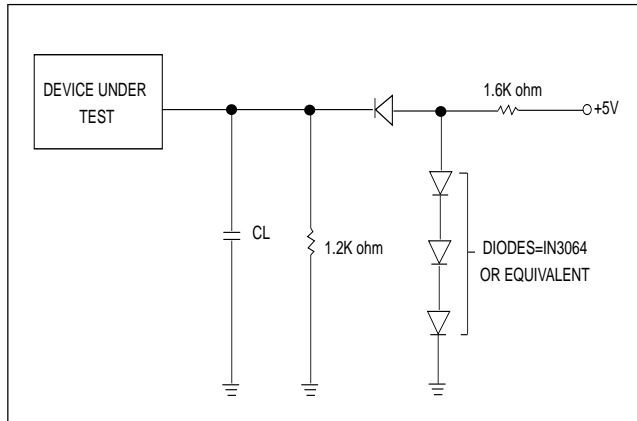 DEVICE UNDER
TEST
1.6K ohm
+5V
CL
1.2K ohm
DIODES=IN3064
OR EQUIVALENT